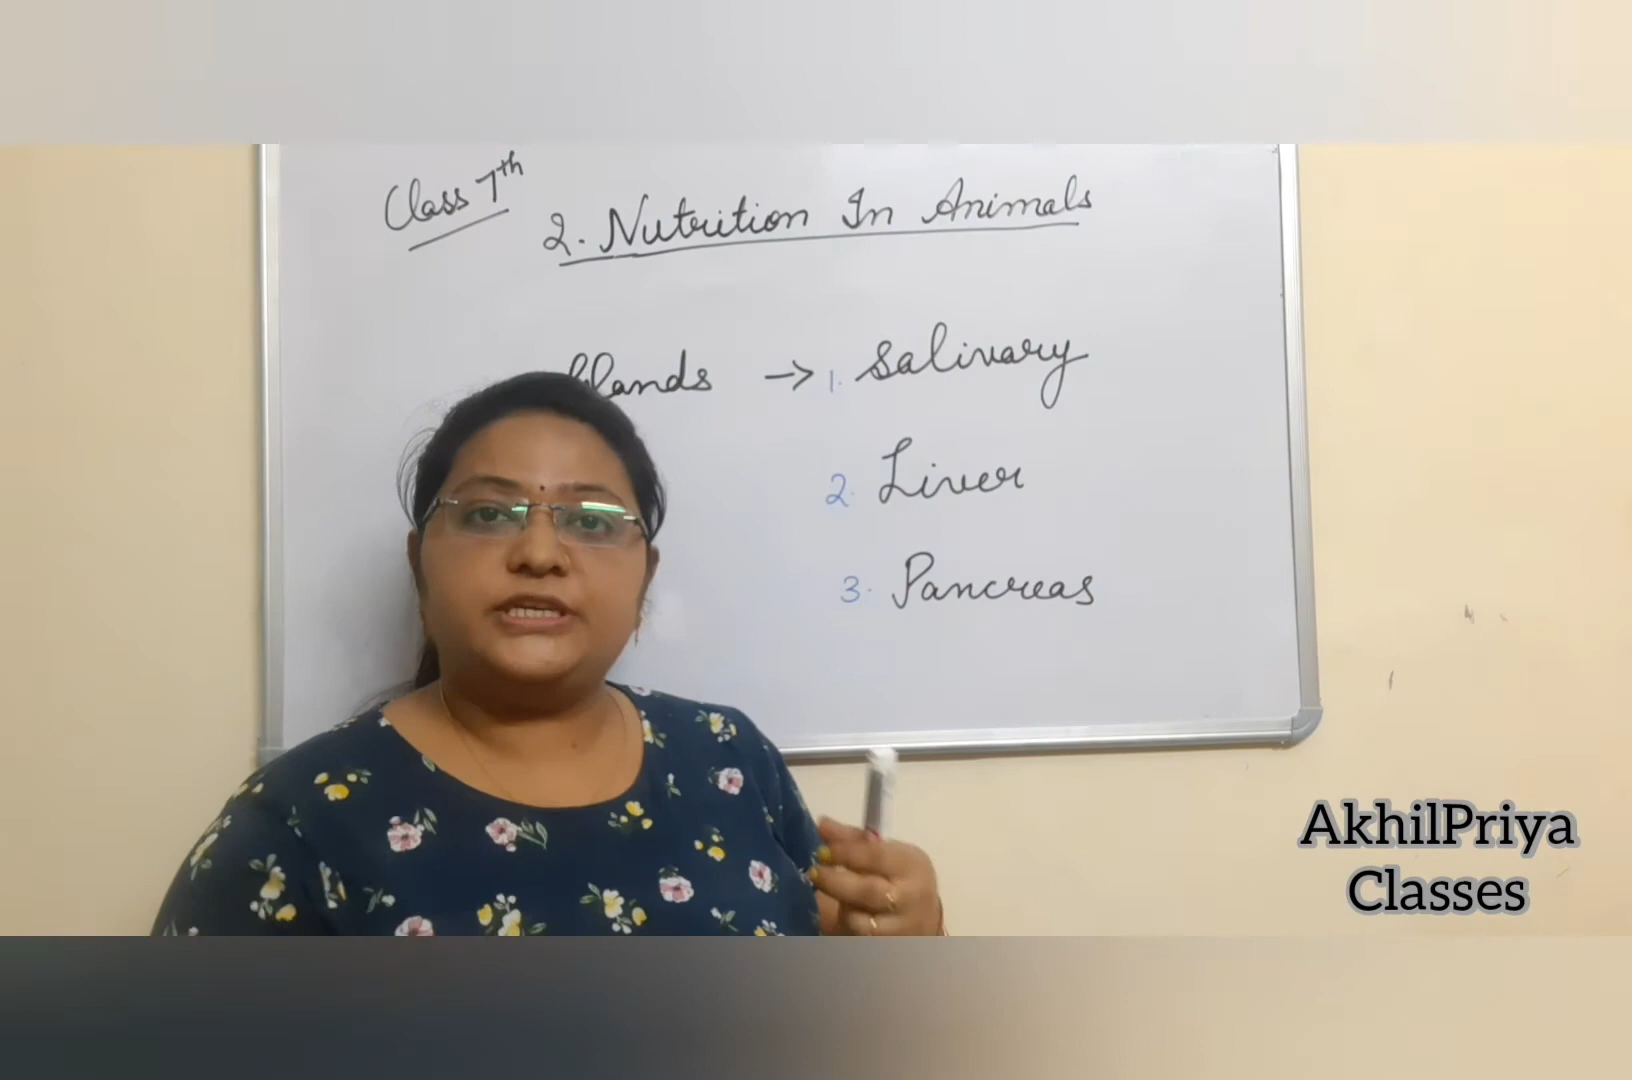 Class 7th
2. Nutrition In Animals
Glands → 1. Salivary
2. Liver
3. Pancreas
AkhilPriya
Classes